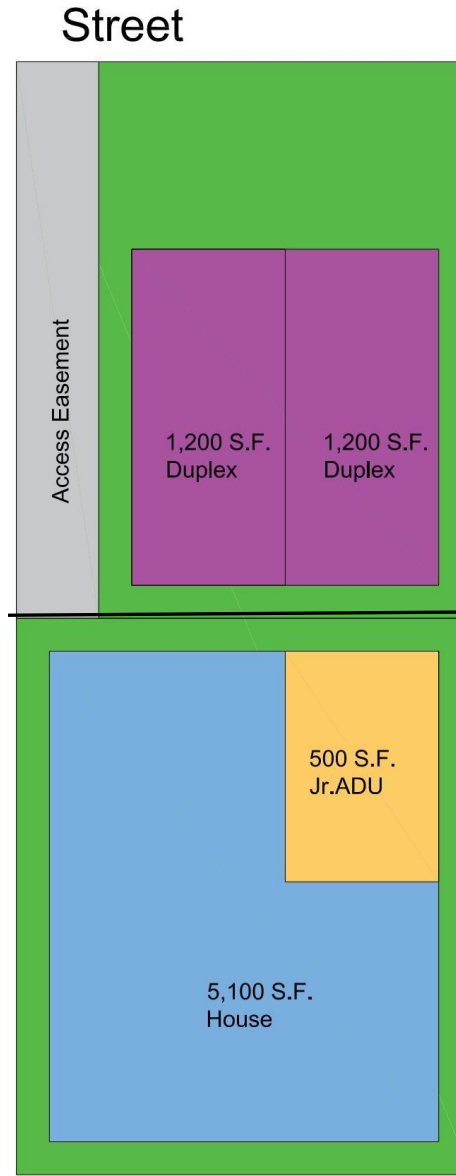 Street
Access Easement
1,200 S.F.
Duplex
1,200 S.F.
Duplex
500 S.F.
Jr.ADU
5,100 S.F.
House